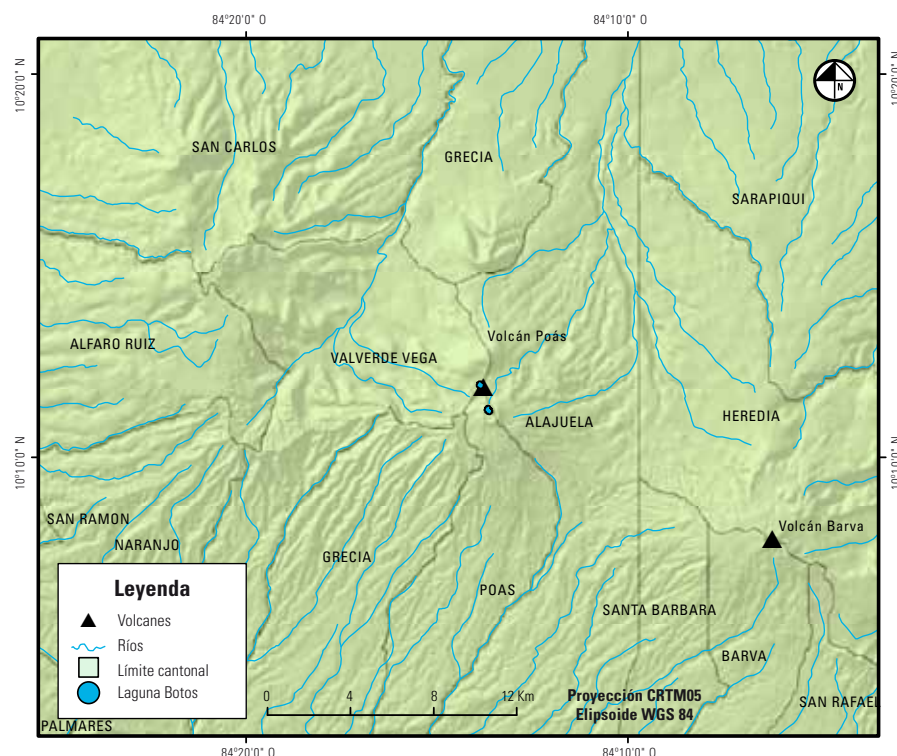 84°20'0" O
84°10'0" O
10°20'0" N
10°20'0" N
N
SAN CARLOS
GRECIA
SARAPIQUI
Volcán Poás
ALFARO RUIZ
VALVERDE VEGA
ALAJUELA
HEREDIA
10°10'0" N
10°10'0" N
SAN RAMON
Volcán Barva
NARANJO
GRECIA
POAS
SANTA BARBARA
BARVA
SAN RAFAEL
PALMARES
Leyenda
Volcanes
Ríos
Límite cantonal
Laguna Botos
0 4 8 12 Km
Proyección CRTM05
Elipsoide WGS 84
84°20'0" O
84°10'0" O